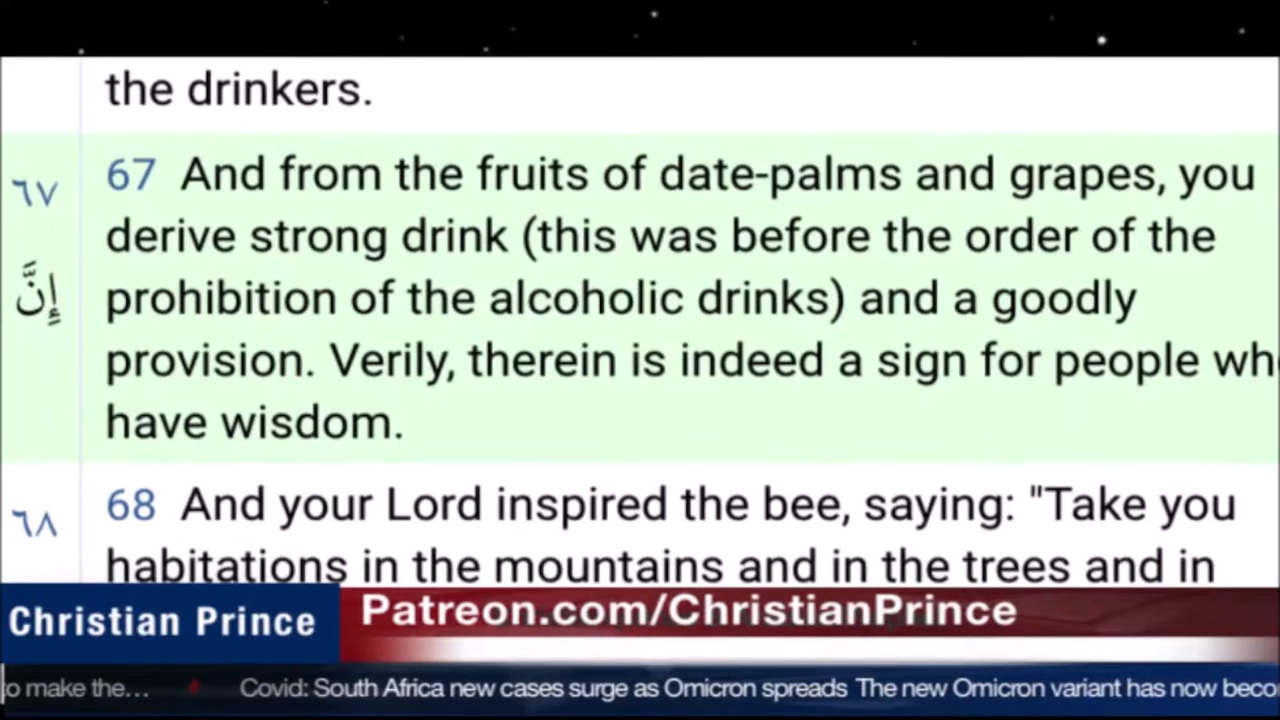 the drinkers.
٦٧ 67 And from the fruits of date-palms and grapes, you
derive strong drink (this was before the order of the
إِنَّ prohibition of the alcoholic drinks) and a goodly
provision. Verily, therein is indeed a sign for people wh
have wisdom.
٦٨ 68 And your Lord inspired the bee, saying: "Take you
habitations in the mountains and in the trees and in
Christian Prince Patreon.com/ChristianPrince
o make the... Covid: South Africa new cases surge as Omicron spreads The new Omicron variant has now beco